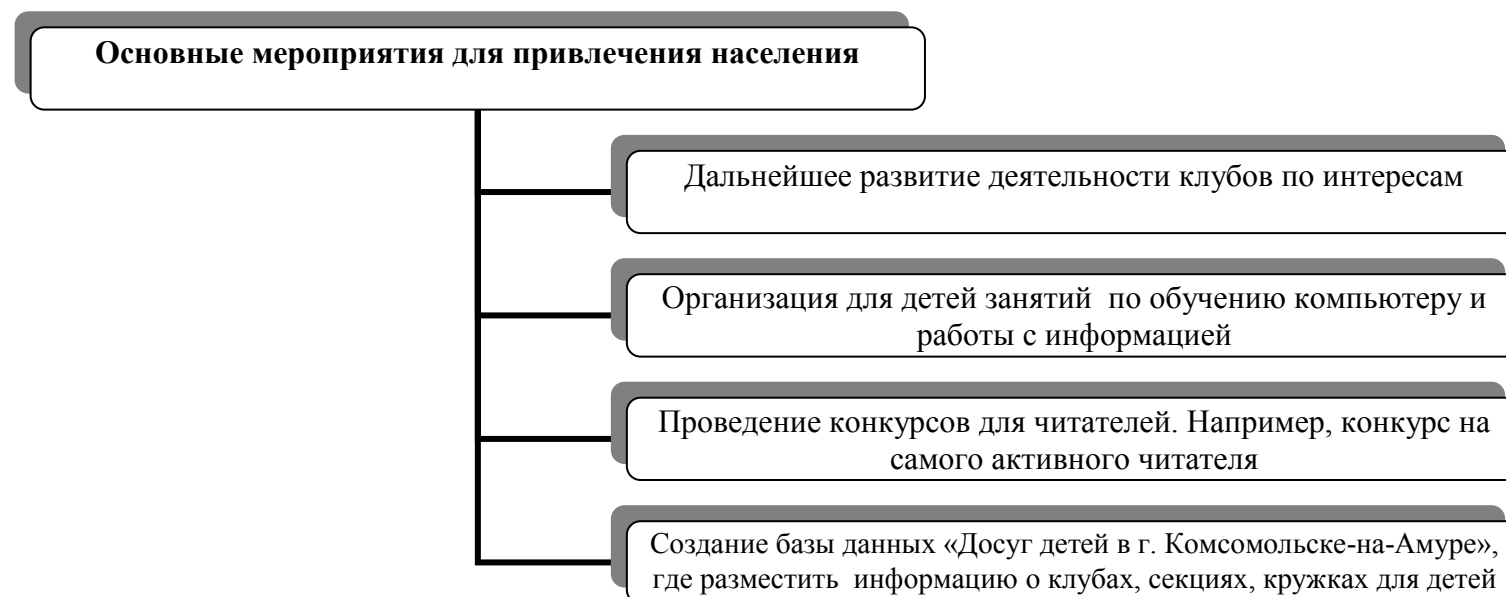 Основные мероприятия для привлечения населения
Дальнейшее развитие деятельности клубов по интересам
Организация для детей занятий  по обучению компьютеру и
работы с информацией
Проведение конкурсов для читателей. Например, конкурс на
самого активного читателя
Создание базы данных «Досуг детей в г. Комсомольске-на-Амуре»,
где разместить  информацию о клубах, секциях, кружках для детей